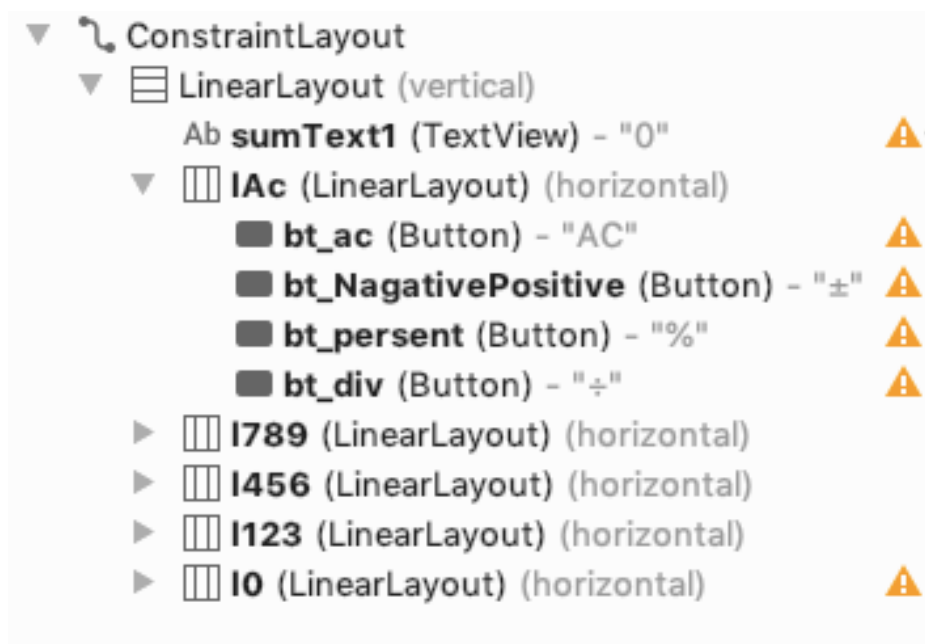 ConstraintLayout
LinearLayout (vertical)
Ab sumText1 (TextView) - "0"
lAc (LinearLayout) (horizontal)
bt_ac (Button) - "AC"
bt_NagativePositive (Button) - "±"
bt_persent (Button) - "%"
bt_div (Button) - "÷"
l789 (LinearLayout) (horizontal)
l456 (LinearLayout) (horizontal)
l123 (LinearLayout) (horizontal)
l0 (LinearLayout) (horizontal)